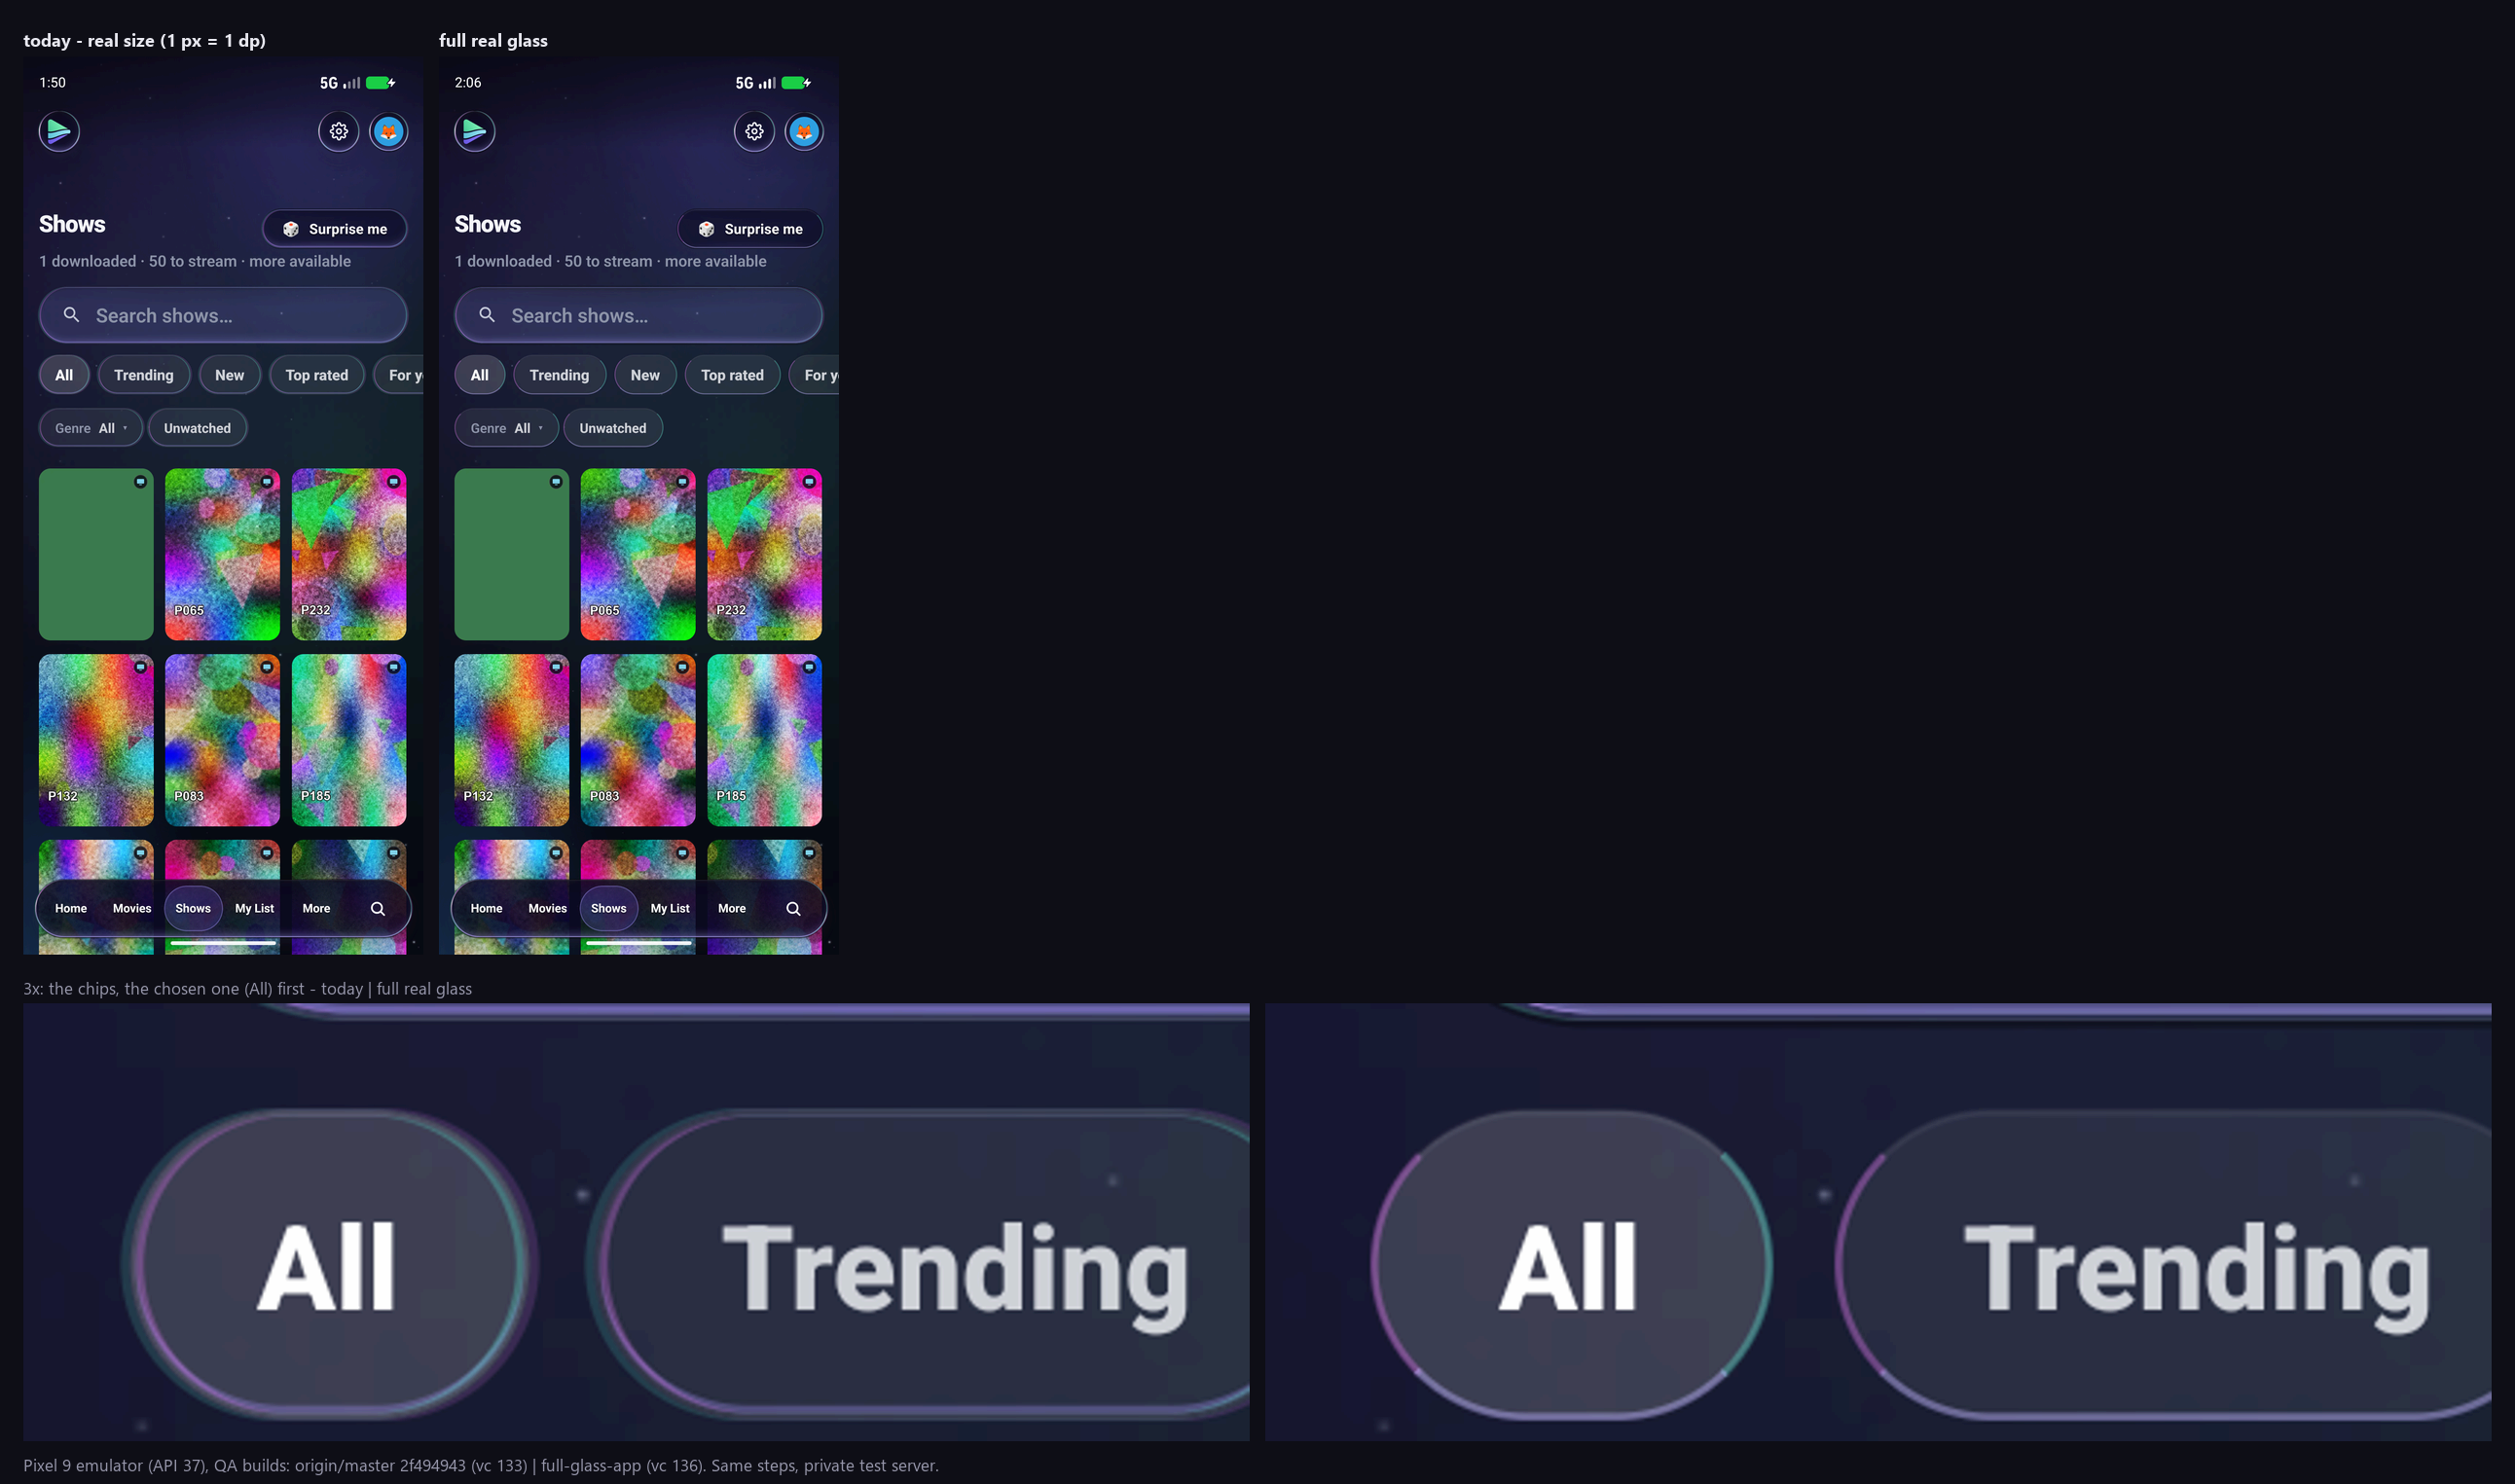 today - real size (1 px = 1 dp)
full real glass
1:50
5G
2:06
5G
Shows
Surprise me
1 downloaded · 50 to stream · more available
Search shows…
All
Trending
New
Top rated
For y
Genre All
Unwatched
P065
P232
P132
P083
P185
Home
Movies
Shows
My List
More
Shows
Surprise me
1 downloaded · 50 to stream · more available
Search shows…
All
Trending
New
Top rated
For y
Genre All
Unwatched
P065
P232
P132
P083
P185
Home
Movies
Shows
My List
More
3x: the chips, the chosen one (All) first - today | full real glass
All
Trending
All
Trending
Pixel 9 emulator (API 37), QA builds: origin/master 2f494943 (vc 133) | full-glass-app (vc 136). Same steps, private test server.